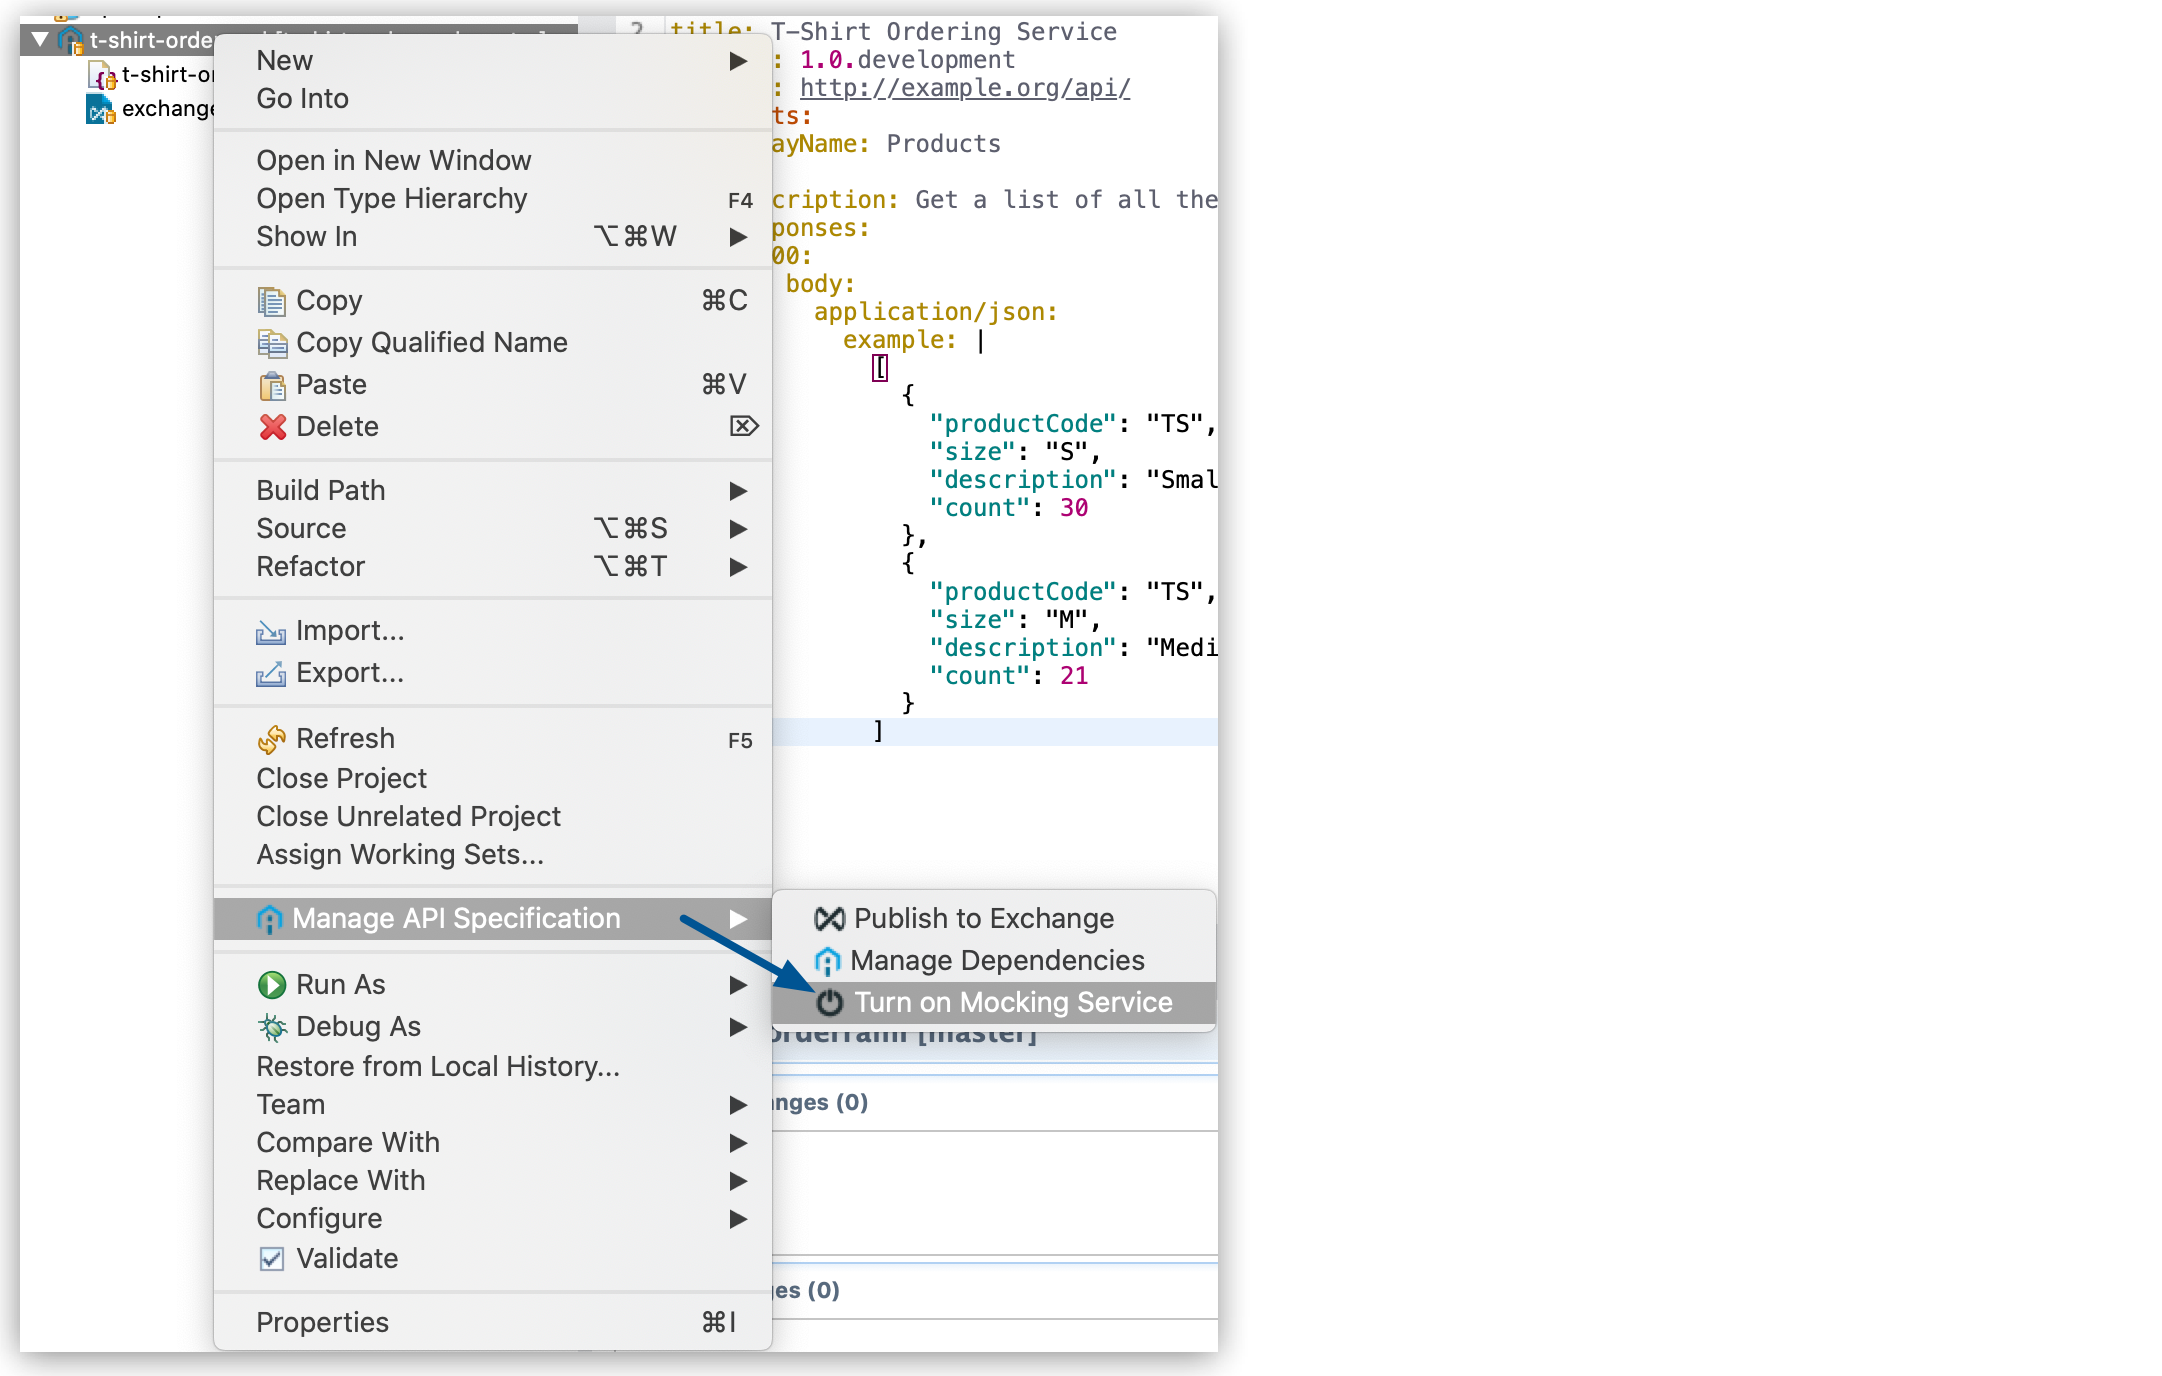 t-shirt-orde
t-shirt-or
exchange
New
Go Into
Open in New Window
Open Type Hierarchy F4
Show In ⌥⌘W
Copy ⌘C
Copy Qualified Name
Paste ⌘V
Delete ⌦
Build Path
Source ⌥⌘S
Refactor ⌥⌘T
Import...
Export...
Refresh F5
Close Project
Close Unrelated Project
Assign Working Sets...
Manage API Specification
Run As
Debug As
Restore from Local History...
Team
Compare With
Replace With
Configure
Validate
Properties ⌘I
Publish to Exchange
Manage Dependencies
Turn on Mocking Service
2 title: T-Shirt Ordering Service
: 1.0.development
: http://example.org/api/
ts:
ayName: Products
cription: Get a list of all the
ponses:
00:
body:
application/json:
example: |
[
{
"productCode": "TS",
"size": "S",
"description": "Smal
"count": 30
},
{
"productCode": "TS",
"size": "M",
"description": "Medi
"count": 21
}
]
[master]
anges (0)
ges (0)